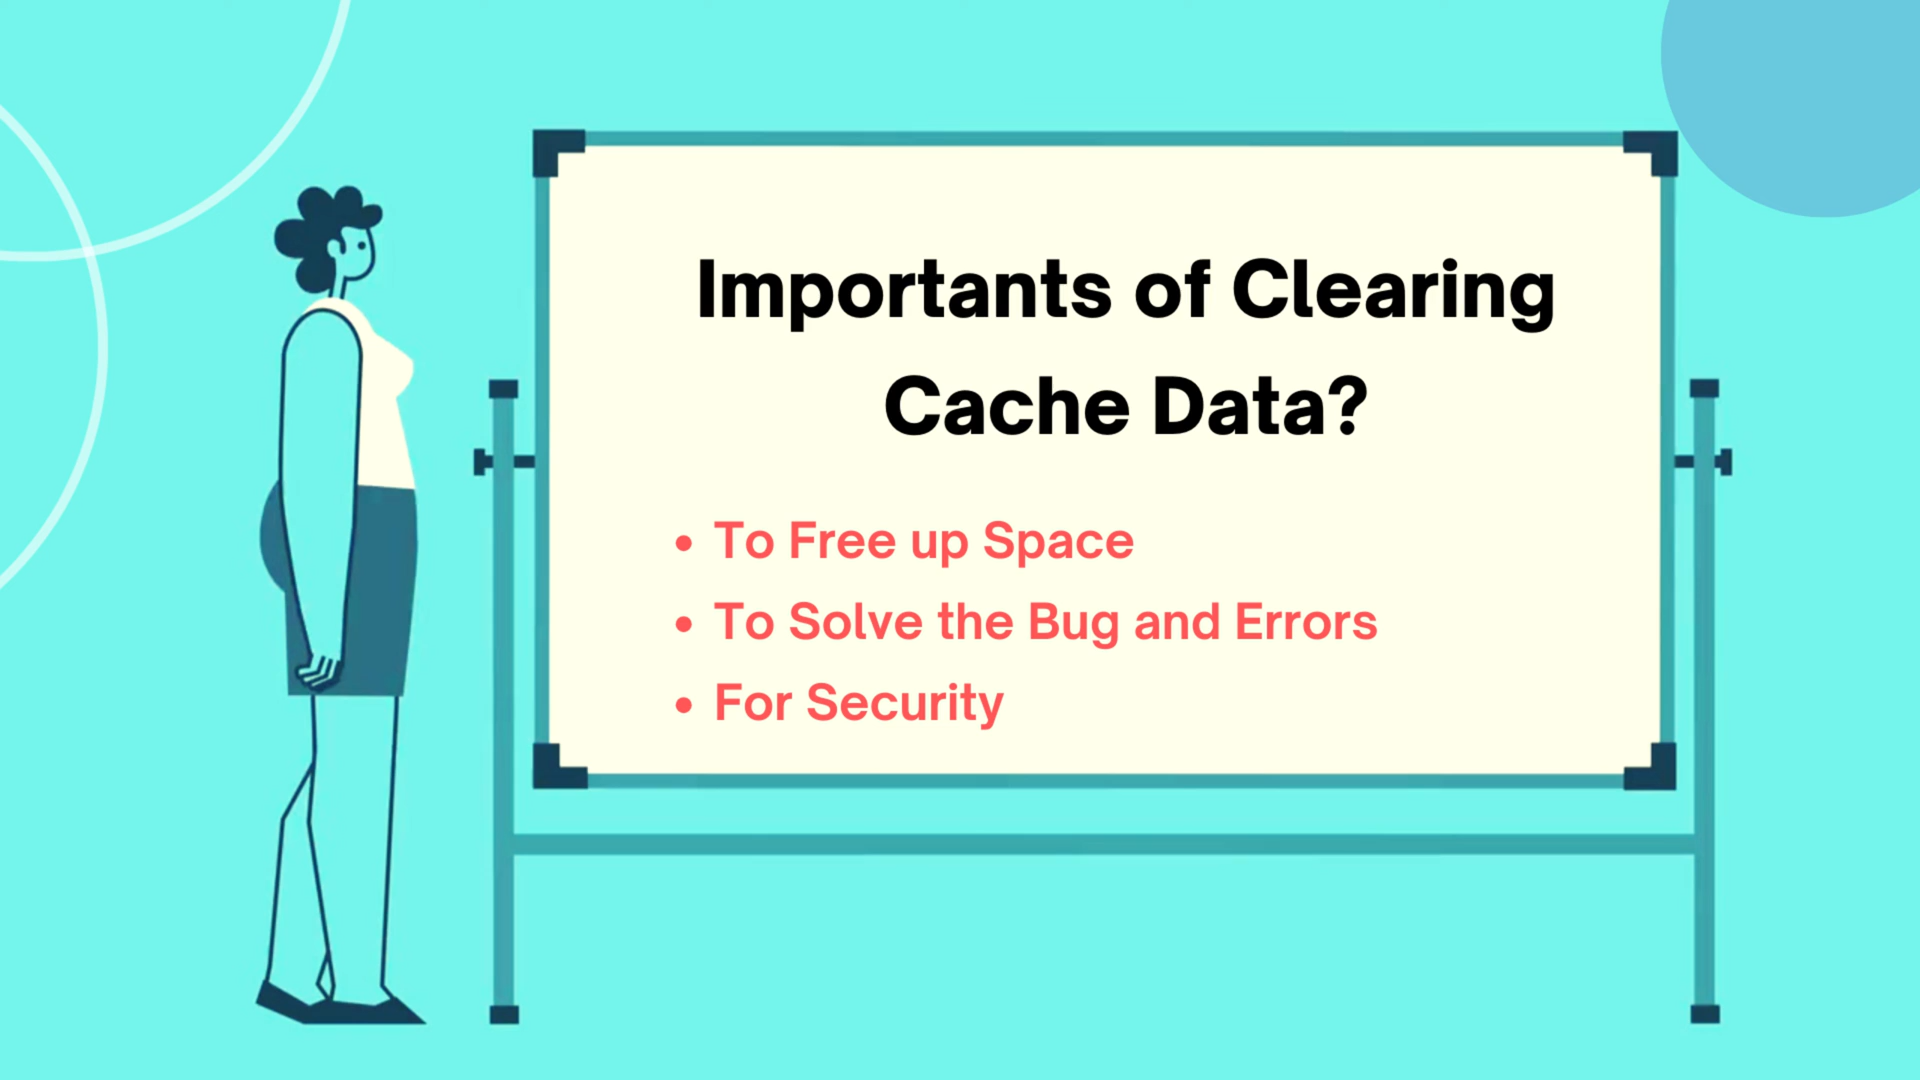 Importants of Clearing
Cache Data?
• To Free up Space
• To Solve the Bug and Errors
• For Security